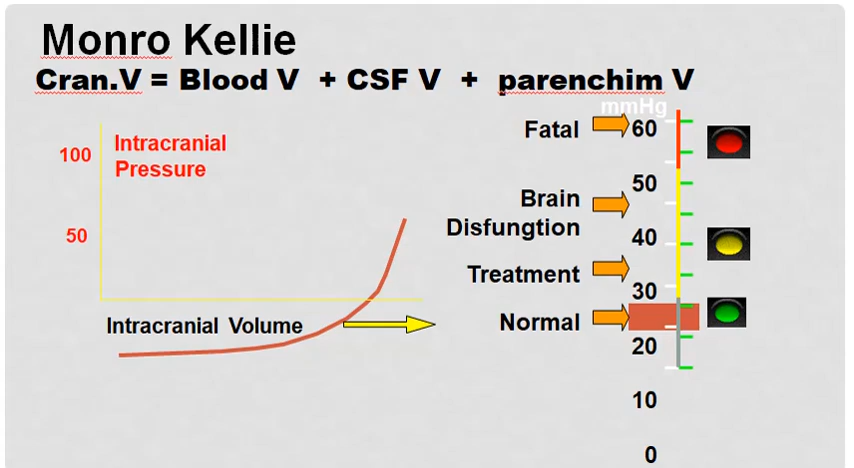 Monro Kellie
Cran.V = Blood V + CSF V + parenchim V
mmHg
Intracranial
Pressure
100
50
Intracranial Volume
Fatal
Brain
Disfungtion
Treatment
Normal
60
50
40
30
20
10
0